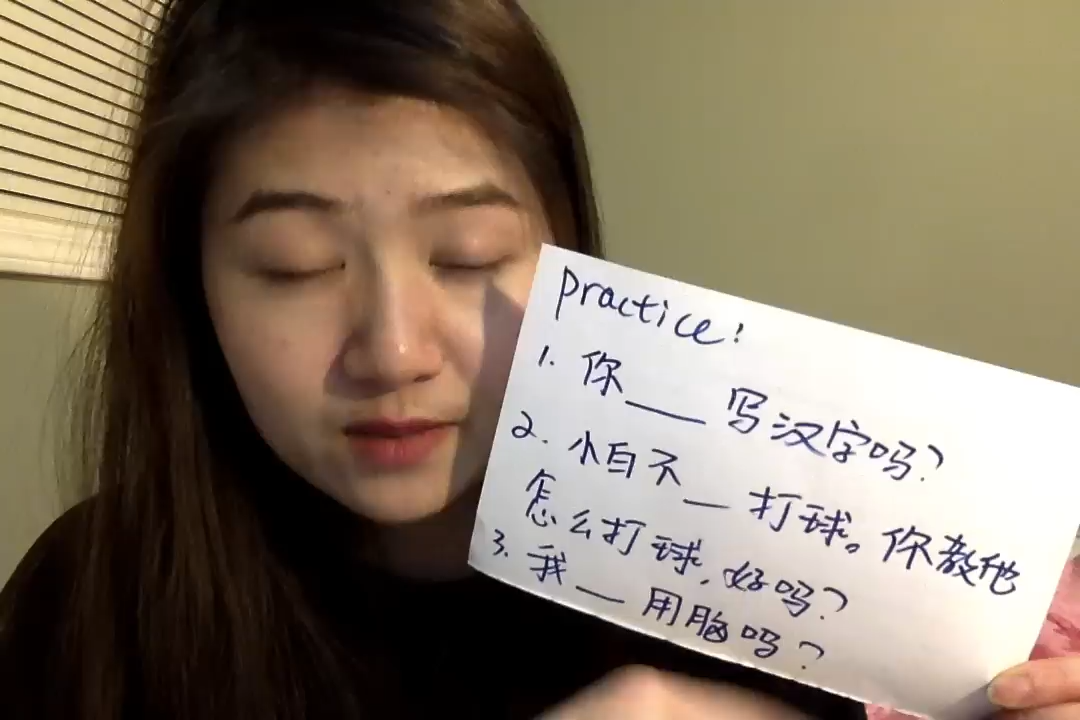 practice:
1. 你___写汉字吗?
2. 小白不__打球。你教他
怎么打球,好吗?
3. 我__用脑吗?